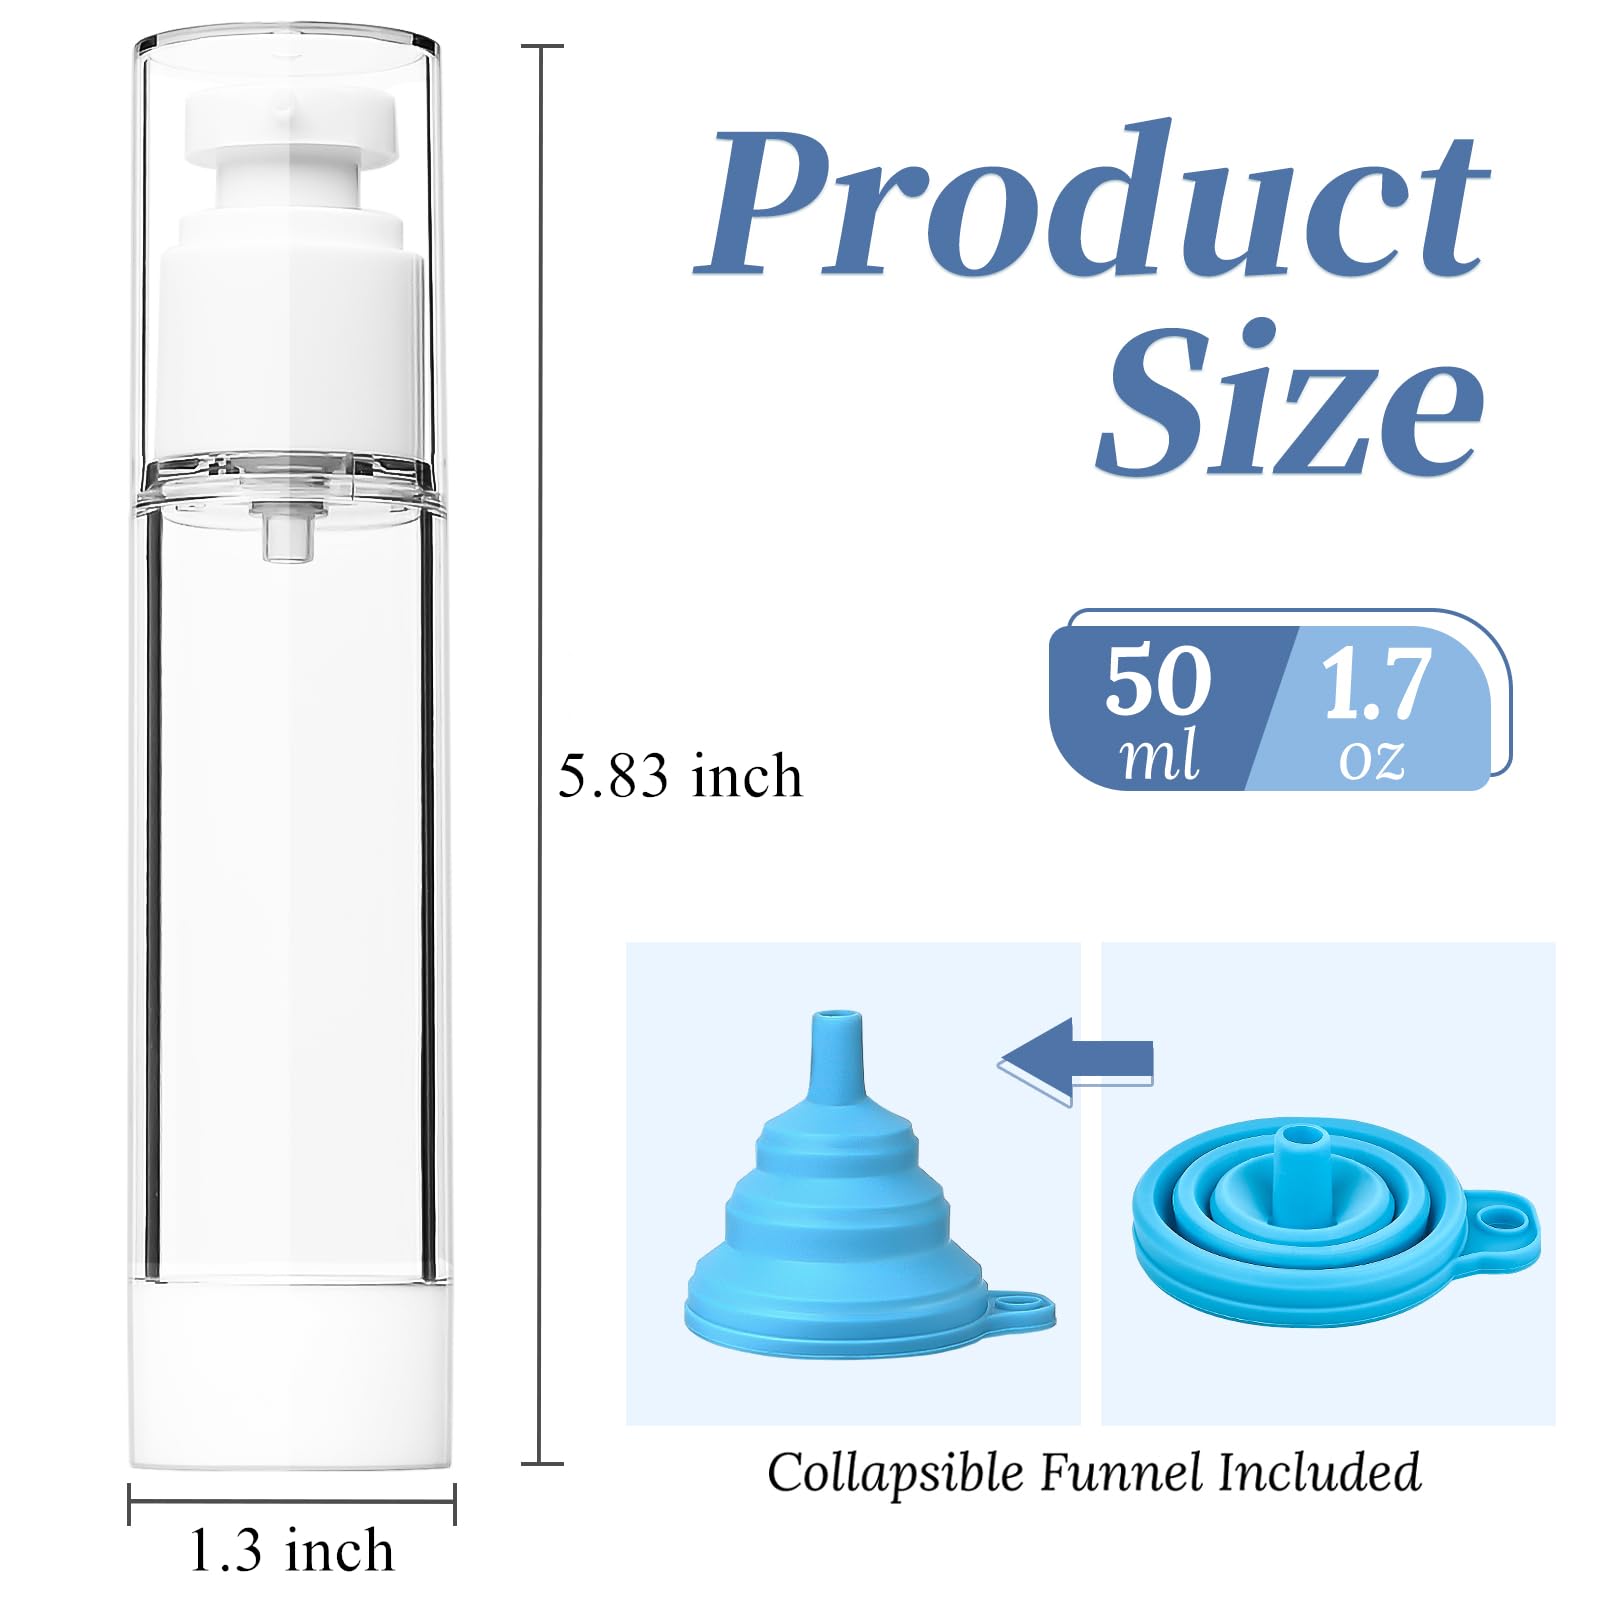 Product
Size
50
ml
1.7
oz
5.83 inch
Collapsible Funnel Included
1.3 inch